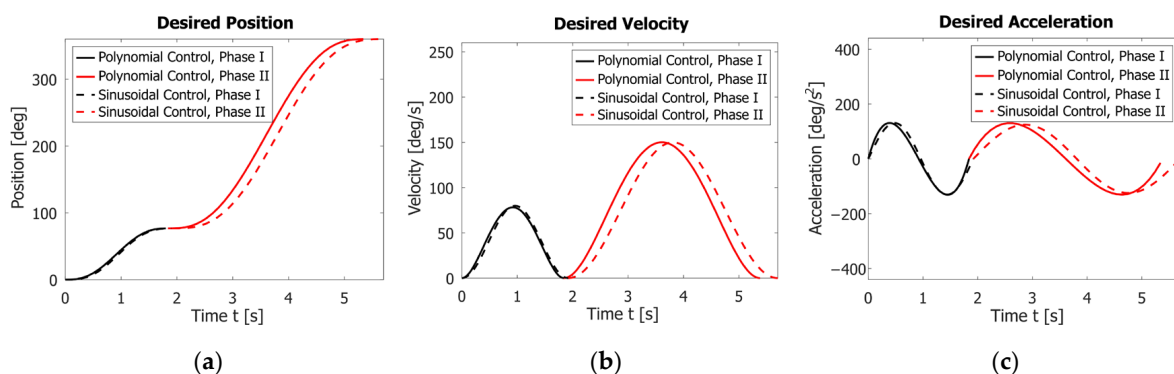 Desired Position
Position [deg]
300
200
100
0
0 1 2 3 4 5
Time t [s]
Polynomial Control, Phase I
Polynomial Control, Phase II
Sinusoidal Control, Phase I
Sinusoidal Control, Phase II
(a)
Desired Velocity
Velocity [deg/s]
250
200
150
100
50
0
0 1 2 3 4 5
Time t [s]
Polynomial Control, Phase I
Polynomial Control, Phase II
Sinusoidal Control, Phase I
Sinusoidal Control, Phase II
(b)
Desired Acceleration
Acceleration [deg/s²]
400
200
0
−200
−400
0 1 2 3 4 5
Time t [s]
Polynomial Control, Phase I
Polynomial Control, Phase II
Sinusoidal Control, Phase I
Sinusoidal Control, Phase II
(c)